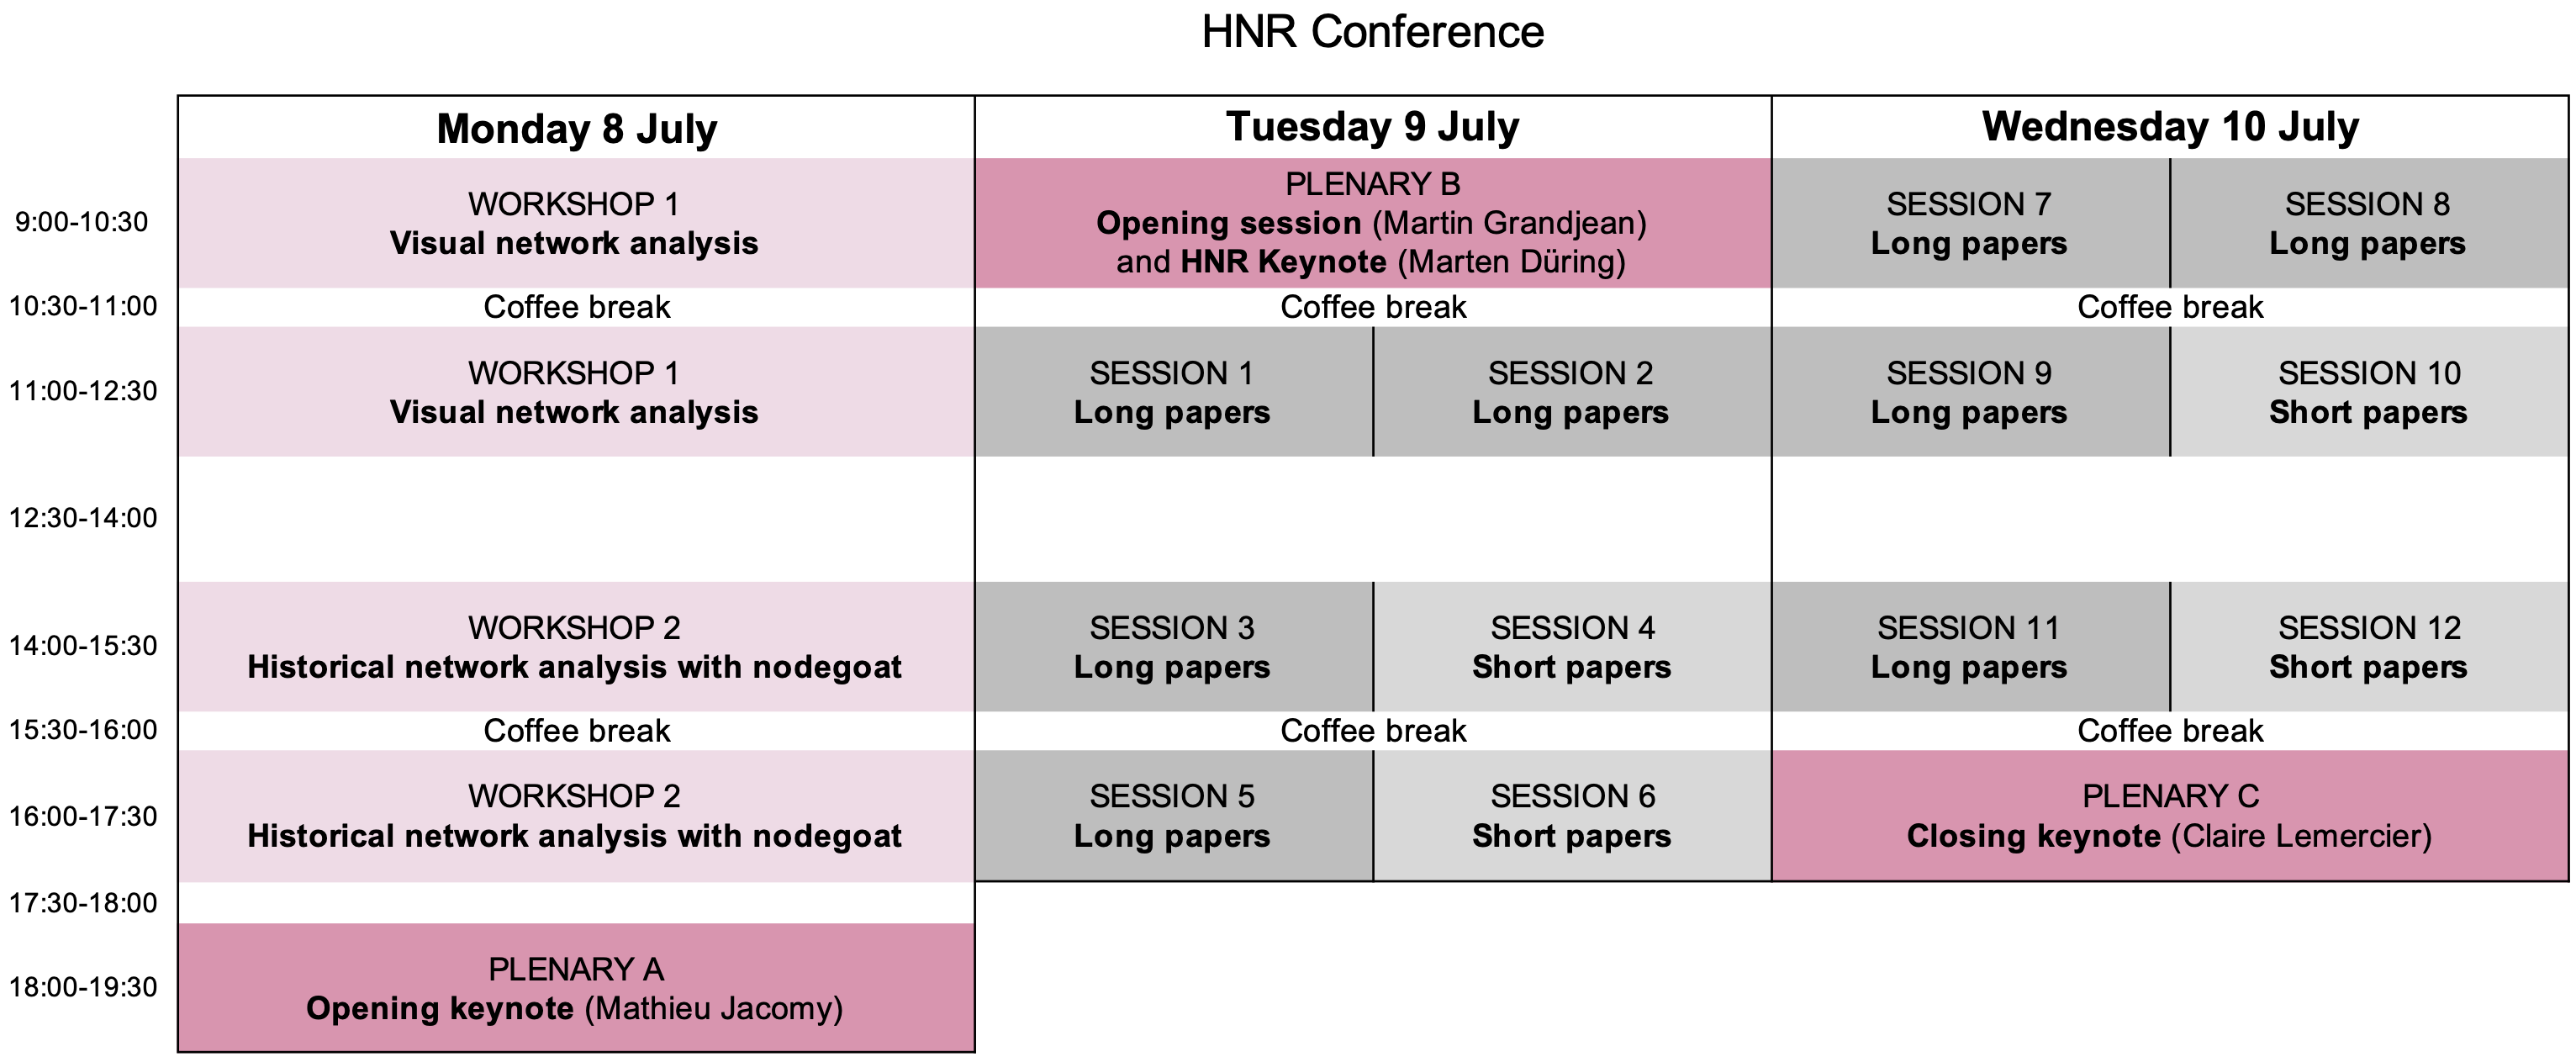 HNR Conference
Monday 8 July
Tuesday 9 July
Wednesday 10 July
9:00-10:30
WORKSHOP 1
Visual network analysis
PLENARY B
Opening session (Martin Grandjean)
and HNR Keynote (Marten Düring)
SESSION 7
Long papers
SESSION 8
Long papers
10:30-11:00
Coffee break
Coffee break
Coffee break
11:00-12:30
WORKSHOP 1
Visual network analysis
SESSION 1
Long papers
SESSION 2
Long papers
SESSION 9
Long papers
SESSION 10
Short papers
12:30-14:00
14:00-15:30
WORKSHOP 2
Historical network analysis with nodegoat
SESSION 3
Long papers
SESSION 4
Short papers
SESSION 11
Long papers
SESSION 12
Short papers
15:30-16:00
Coffee break
Coffee break
Coffee break
16:00-17:30
WORKSHOP 2
Historical network analysis with nodegoat
SESSION 5
Long papers
SESSION 6
Short papers
PLENARY C
Closing keynote (Claire Lemercier)
17:30-18:00
18:00-19:30
PLENARY A
Opening keynote (Mathieu Jacomy)